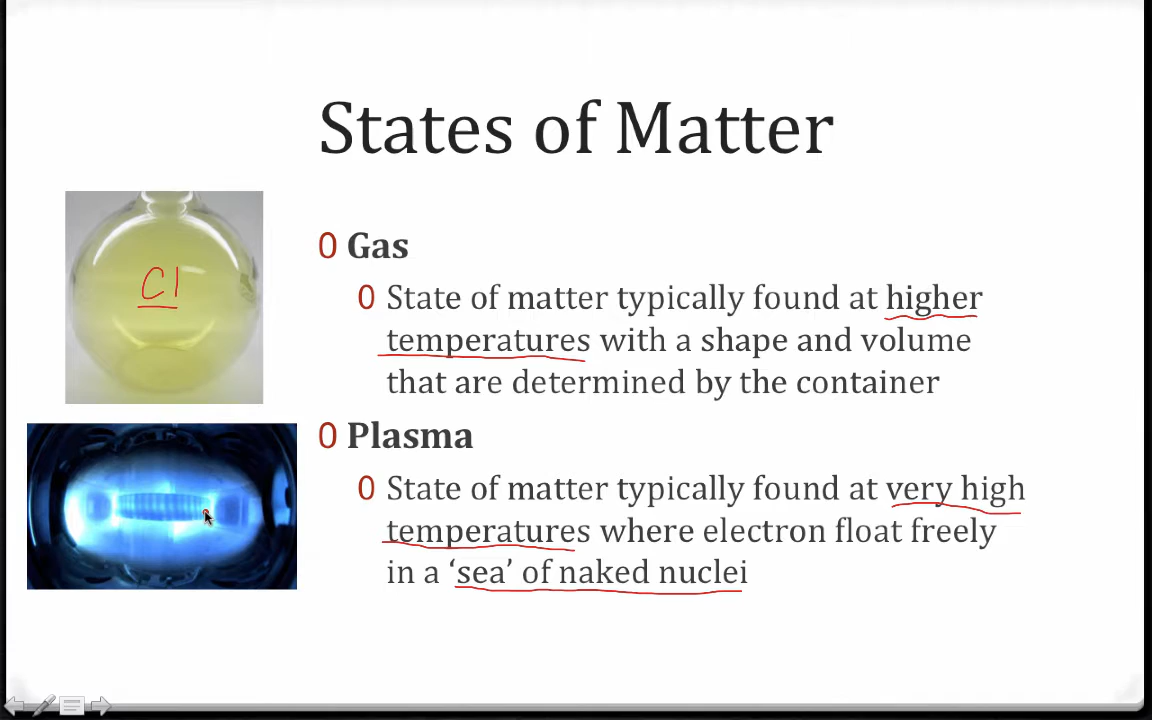 States of Matter
Cl
0 Gas
0 State of matter typically found at higher
temperatures with a shape and volume
that are determined by the container
0 Plasma
0 State of matter typically found at very high
temperatures where electron float freely
in a ‘sea’ of naked nuclei